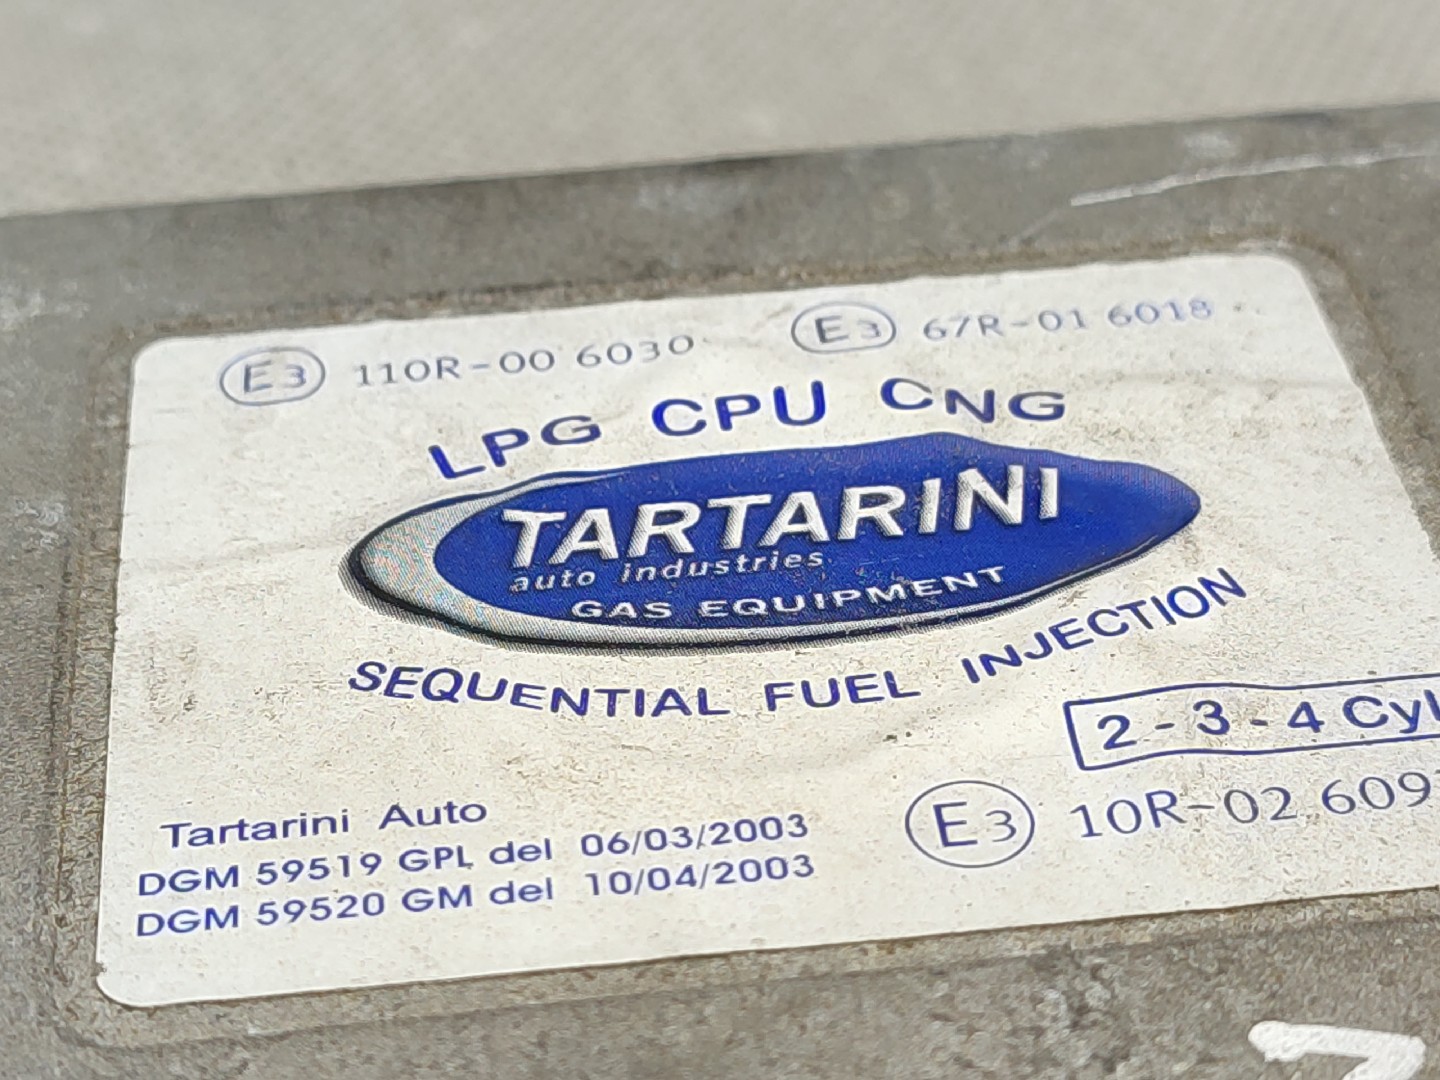 E3 110R-00 6030 E3 67R-01 6018
LPG CPU CNG
TARTARINI
auto industries
GAS EQUIPMENT
SEQUENTIAL FUEL INJECTION
2 - 3 - 4 Cyl
Tartarini Auto
DGM 59519 GPL del 06/03/2003
DGM 59520 GM del 10/04/2003
E3 10R-02 609